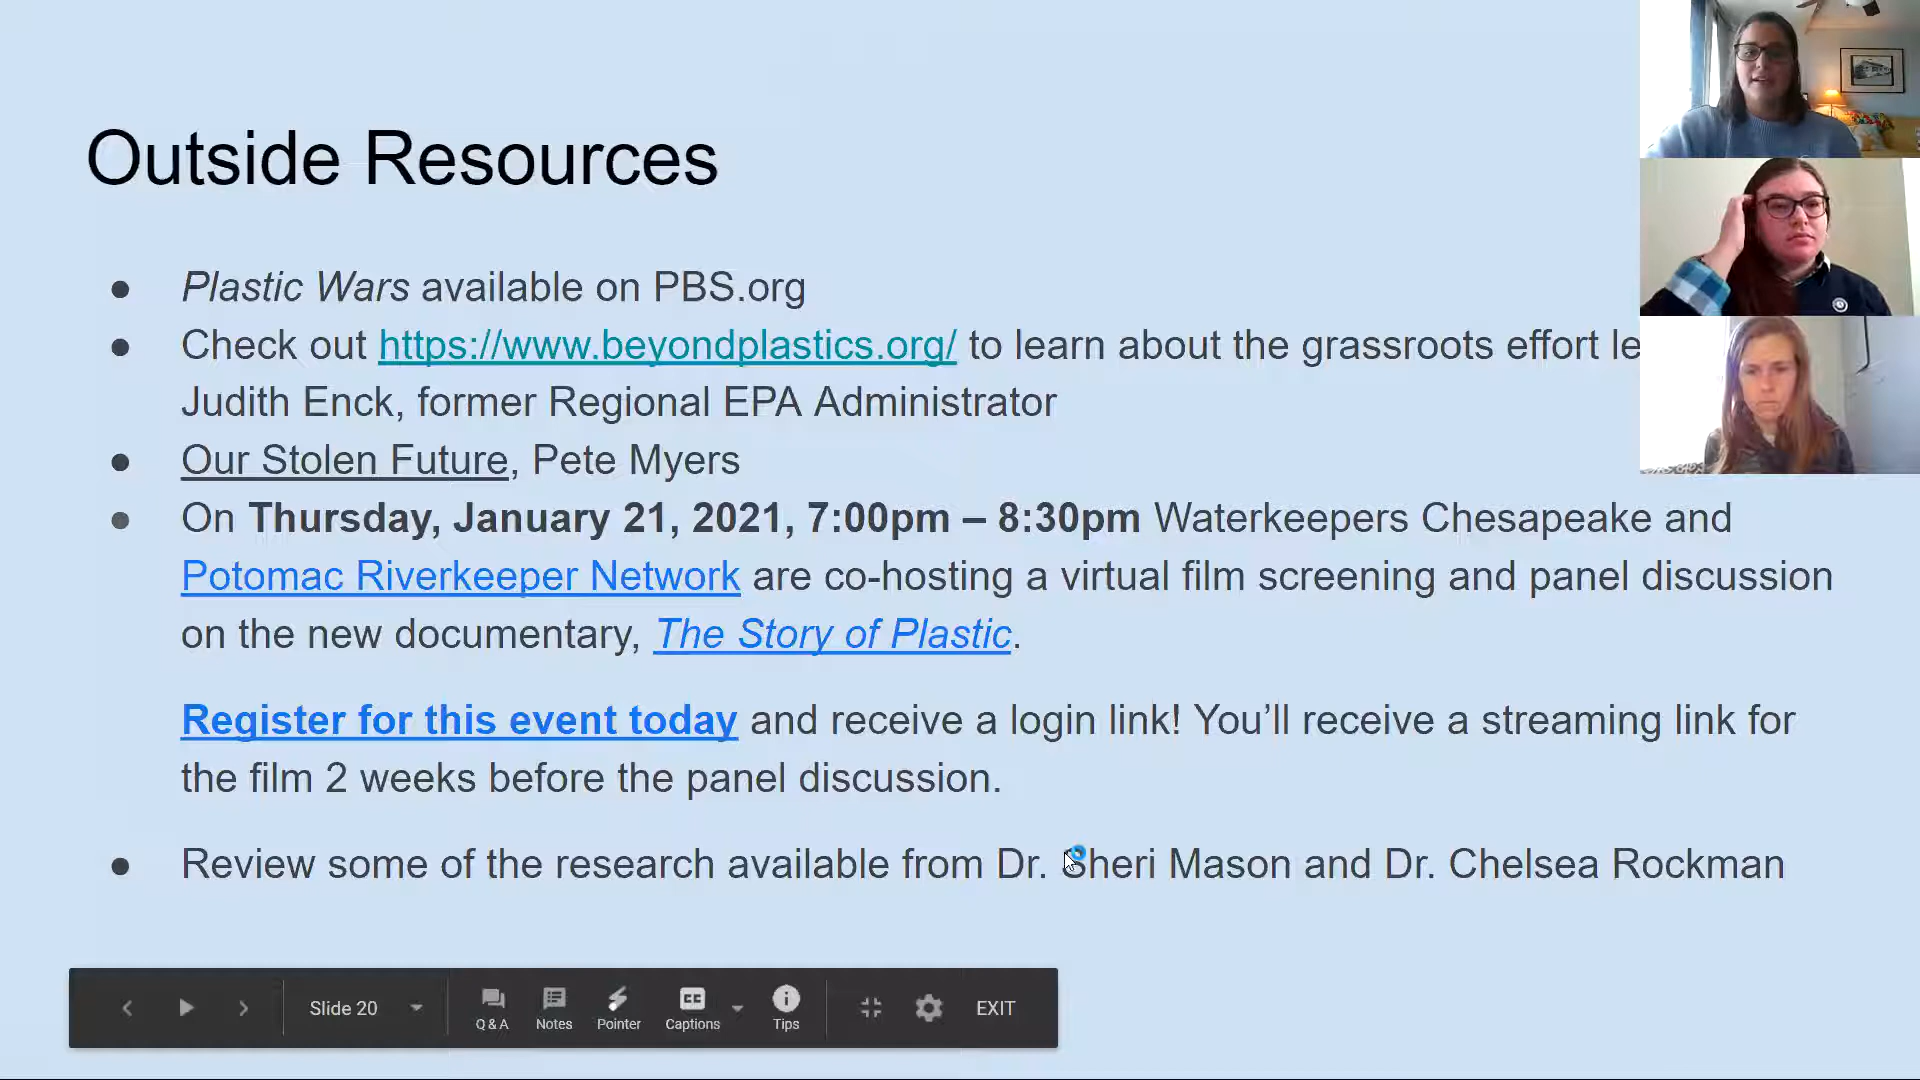 Outside Resources
● Plastic Wars available on PBS.org
● Check out https://www.beyondplastics.org/ to learn about the grassroots effort le
Judith Enck, former Regional EPA Administrator
● Our Stolen Future, Pete Myers
● On Thursday, January 21, 2021, 7:00pm – 8:30pm Waterkeepers Chesapeake and
Potomac Riverkeeper Network are co-hosting a virtual film screening and panel discussion
on the new documentary, The Story of Plastic.
Register for this event today and receive a login link! You’ll receive a streaming link for
the film 2 weeks before the panel discussion.
● Review some of the research available from Dr. Sheri Mason and Dr. Chelsea Rockman
Slide 20
Q & A
Notes
Pointer
CC
Captions
Tips
EXIT